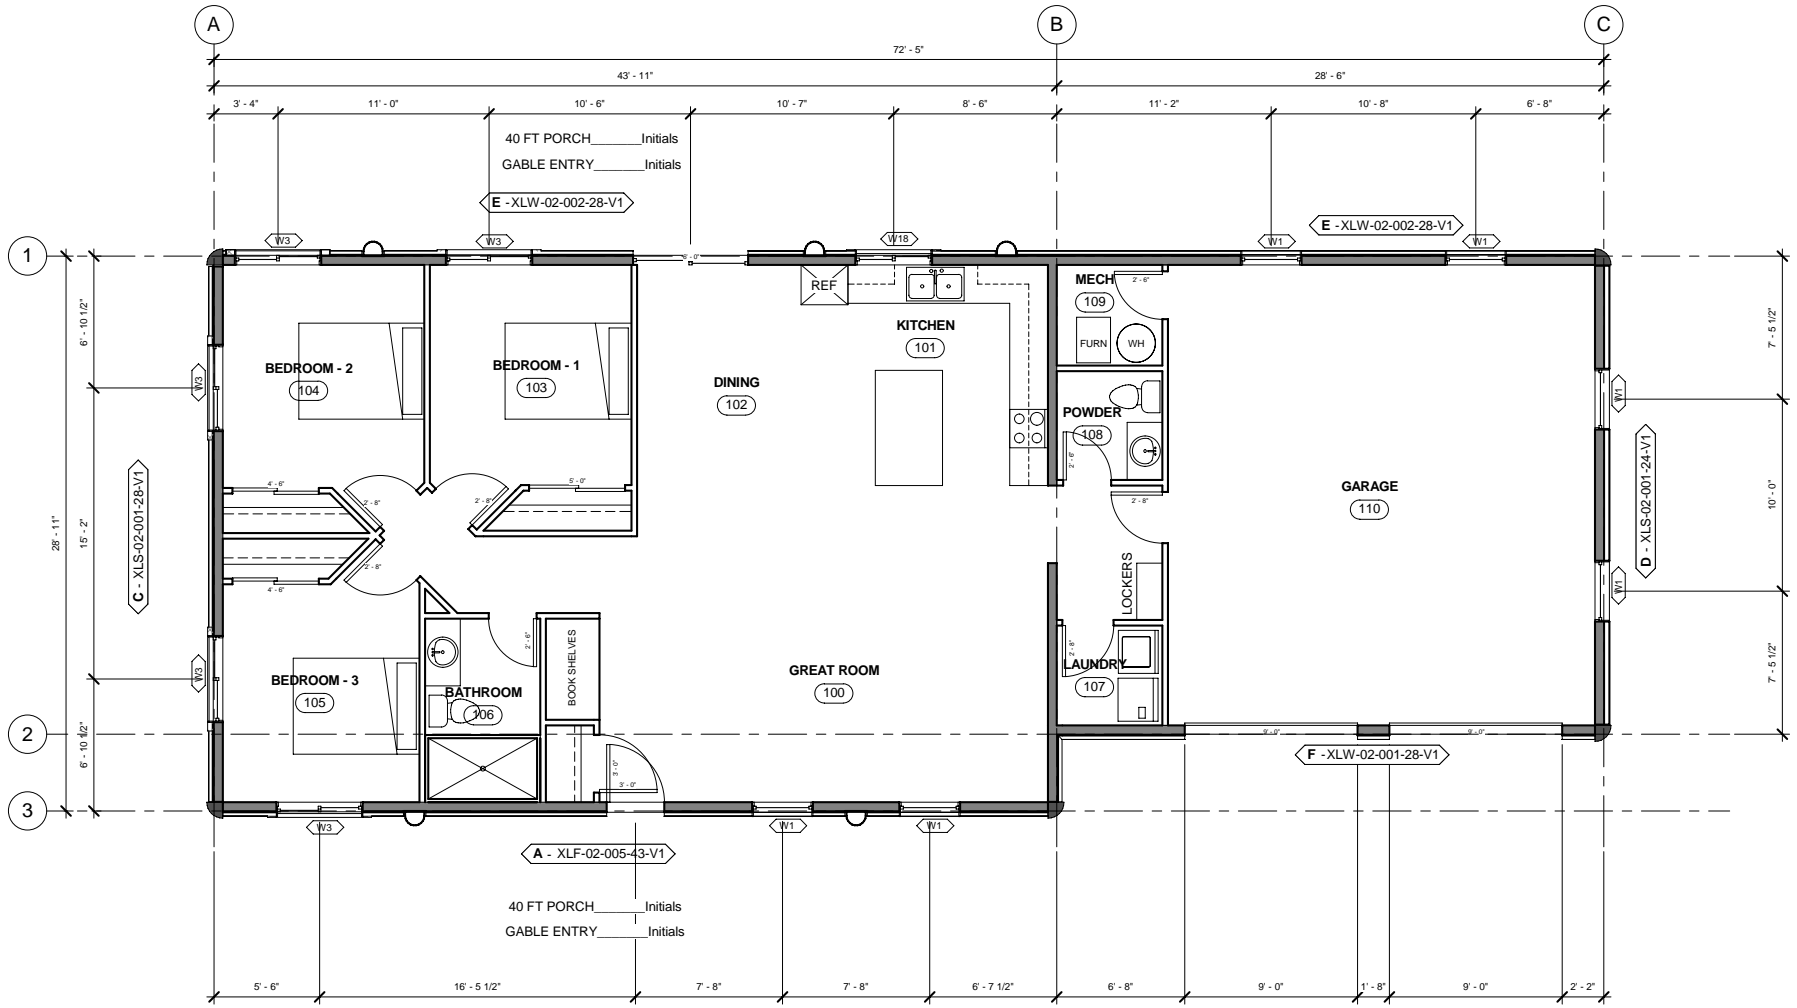 A
B
C
72' - 5"
43' - 11"
28' - 6"
3' - 4"
11' - 0"
10' - 6"
10' - 7"
8' - 6"
11' - 2"
10' - 8"
6' - 8"
40 FT PORCH_______Initials
GABLE ENTRY_______Initials
E - XLW-02-002-28-V1
E - XLW-02-002-28-V1
1
W3
W3
W18
W1
W1
6' - 0"
REF
MECH
109
2' - 6"
FURN
WH
KITCHEN
101
BEDROOM - 2
104
BEDROOM - 1
103
DINING
102
POWDER
108
2' - 6"
6' - 10 1/2"
7' - 5 1/2"
W3
W1
C - XLS-02-001-28-V1
D - XLS-02-001-24-V1
28' - 11"
15' - 2"
10' - 0"
4' - 6"
2' - 8"
2' - 8"
5' - 0"
GARAGE
110
2' - 8"
2' - 8"
4' - 6"
LOCKERS
W1
2' - 6"
BOOK SHELVES
2' - 8"
W3
BEDROOM - 3
105
BATHROOM
106
GREAT ROOM
100
LAUNDRY
107
7' - 5 1/2"
6' - 10 1/2"
2
9' - 0"
9' - 0"
F - XLW-02-001-28-V1
3' - 0"
3' - 0"
3
W3
W1
W1
A - XLF-02-005-43-V1
40 FT PORCH_______Initials
GABLE ENTRY_______Initials
5' - 6"
16' - 5 1/2"
7' - 8"
7' - 8"
6' - 7 1/2"
6' - 8"
9' - 0"
1' - 8"
9' - 0"
2' - 2"